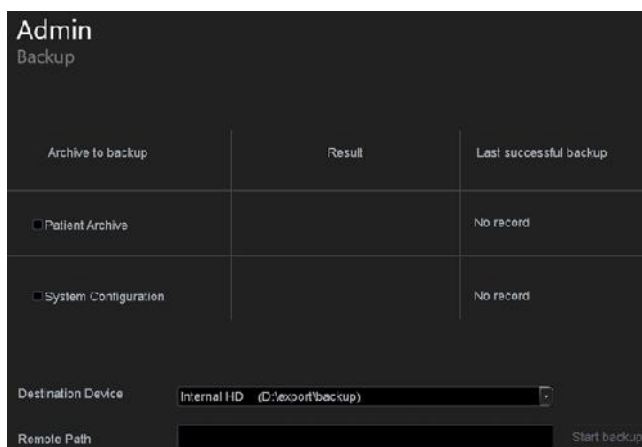 Admin
Backup
Archive to backup Result Last successful backup
Patient Archive No record
System Configuration No record
Destination Device Internal HD (D:\export\backup)
Remote Path Start backup